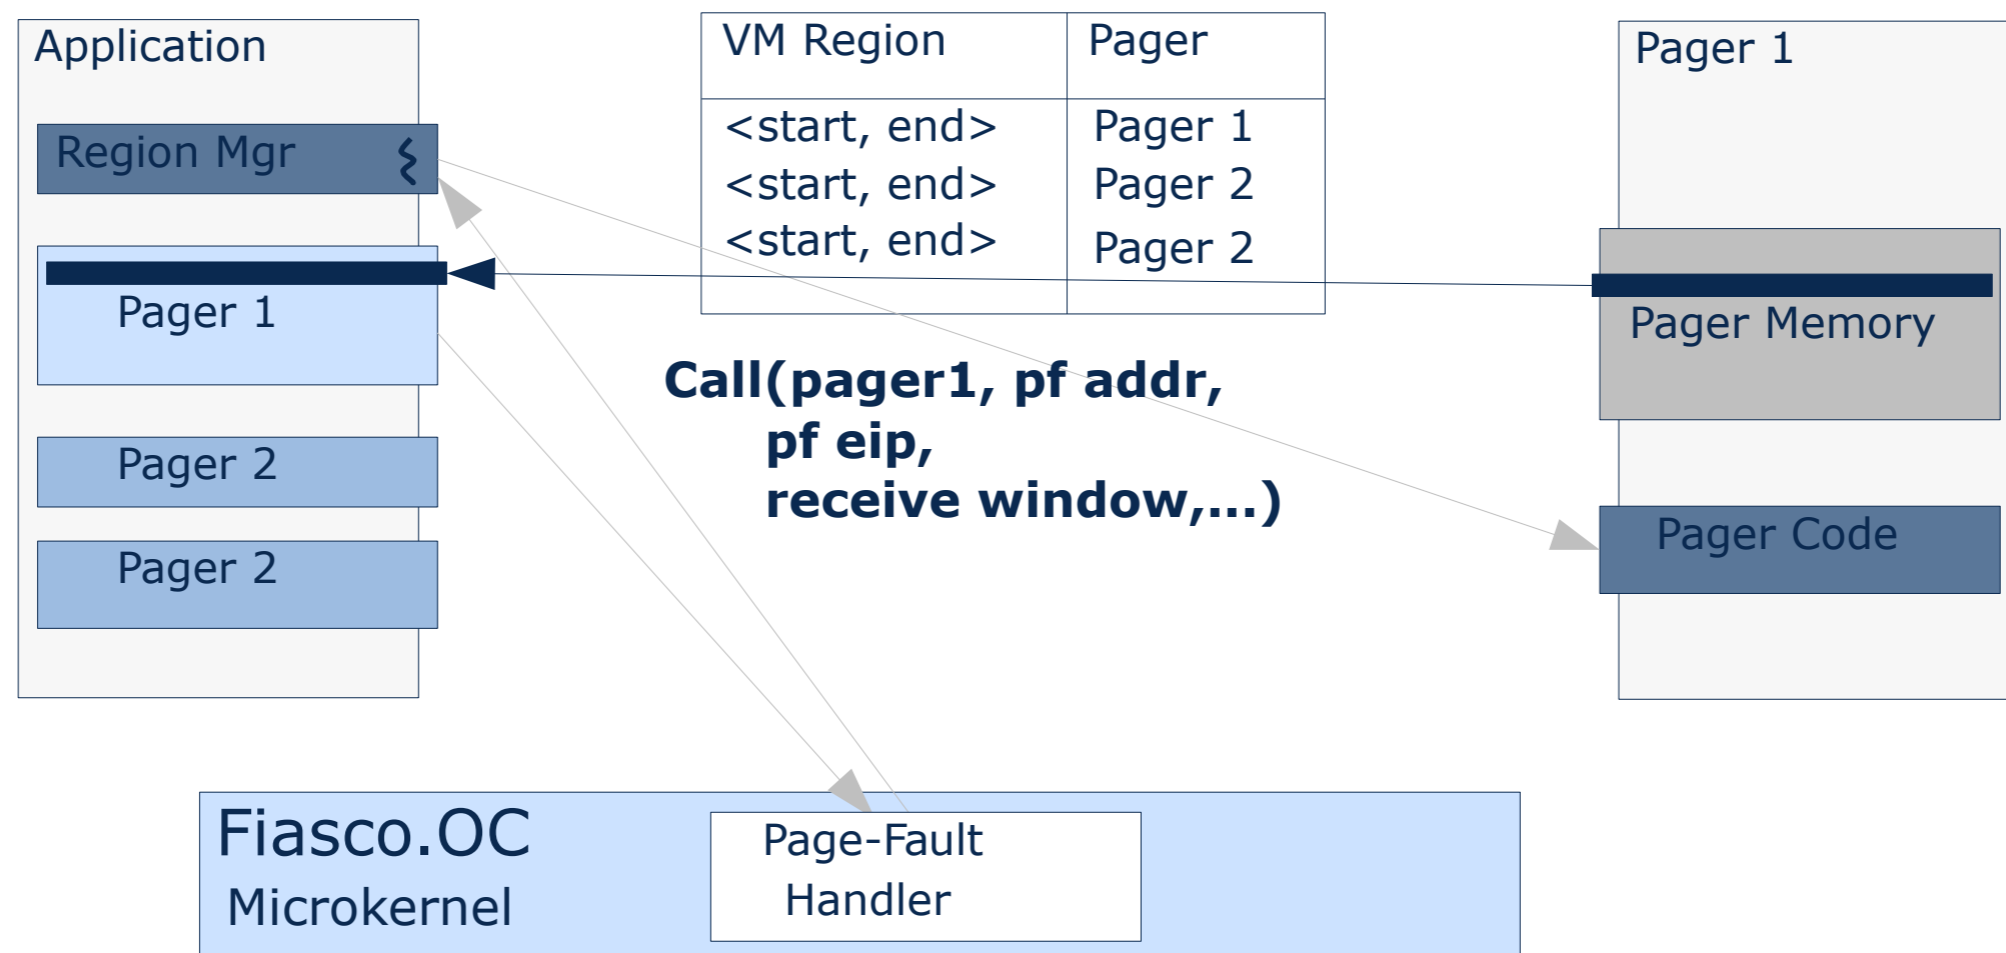 Application
Region Mgr
Pager 1
Pager 2
Pager 2
VM Region Pager
<start, end> Pager 1
<start, end> Pager 2
<start, end> Pager 2
Call(pager1, pf addr,
pf eip,
receive window,...)
Pager 1
Pager Memory
Pager Code
Fiasco.OC
Microkernel
Page-Fault
Handler